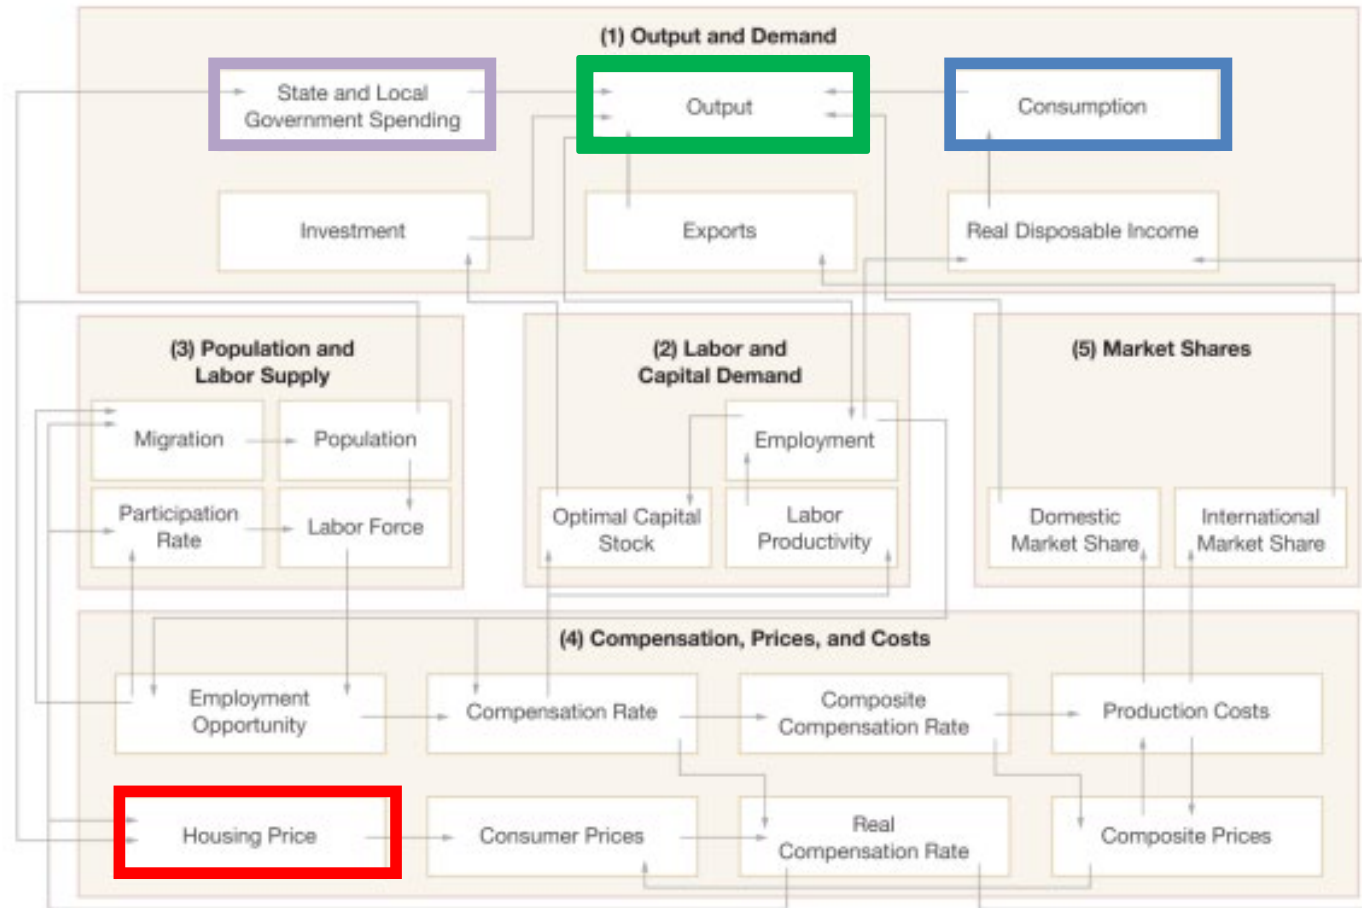 (1) Output and Demand
State and Local
Government Spending
Output
Consumption
Investment
Exports
Real Disposable Income
(3) Population and
Labor Supply
Migration
Population
Participation
Rate
Labor Force
(2) Labor and
Capital Demand
Employment
Optimal Capital
Stock
Labor
Productivity
(5) Market Shares
Domestic
Market Share
International
Market Share
(4) Compensation, Prices, and Costs
Employment
Opportunity
Compensation Rate
Composite
Compensation Rate
Production Costs
Housing Price
Consumer Prices
Real
Compensation Rate
Composite Prices